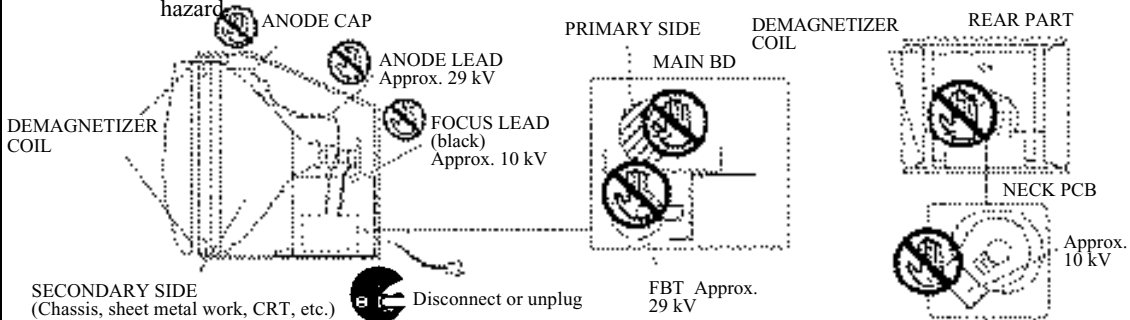 hazard
ANODE CAP
ANODE LEAD
Approx. 29 kV
FOCUS LEAD
(black)
Approx. 10 kV
DEMAGNETIZER
COIL
SECONDARY SIDE
(Chassis, sheet metal work, CRT, etc.)
Disconnect or unplug
PRIMARY SIDE
MAIN BD
FBT Approx.
29 kV
DEMAGNETIZER
COIL
REAR PART
NECK PCB
Approx.
10 kV